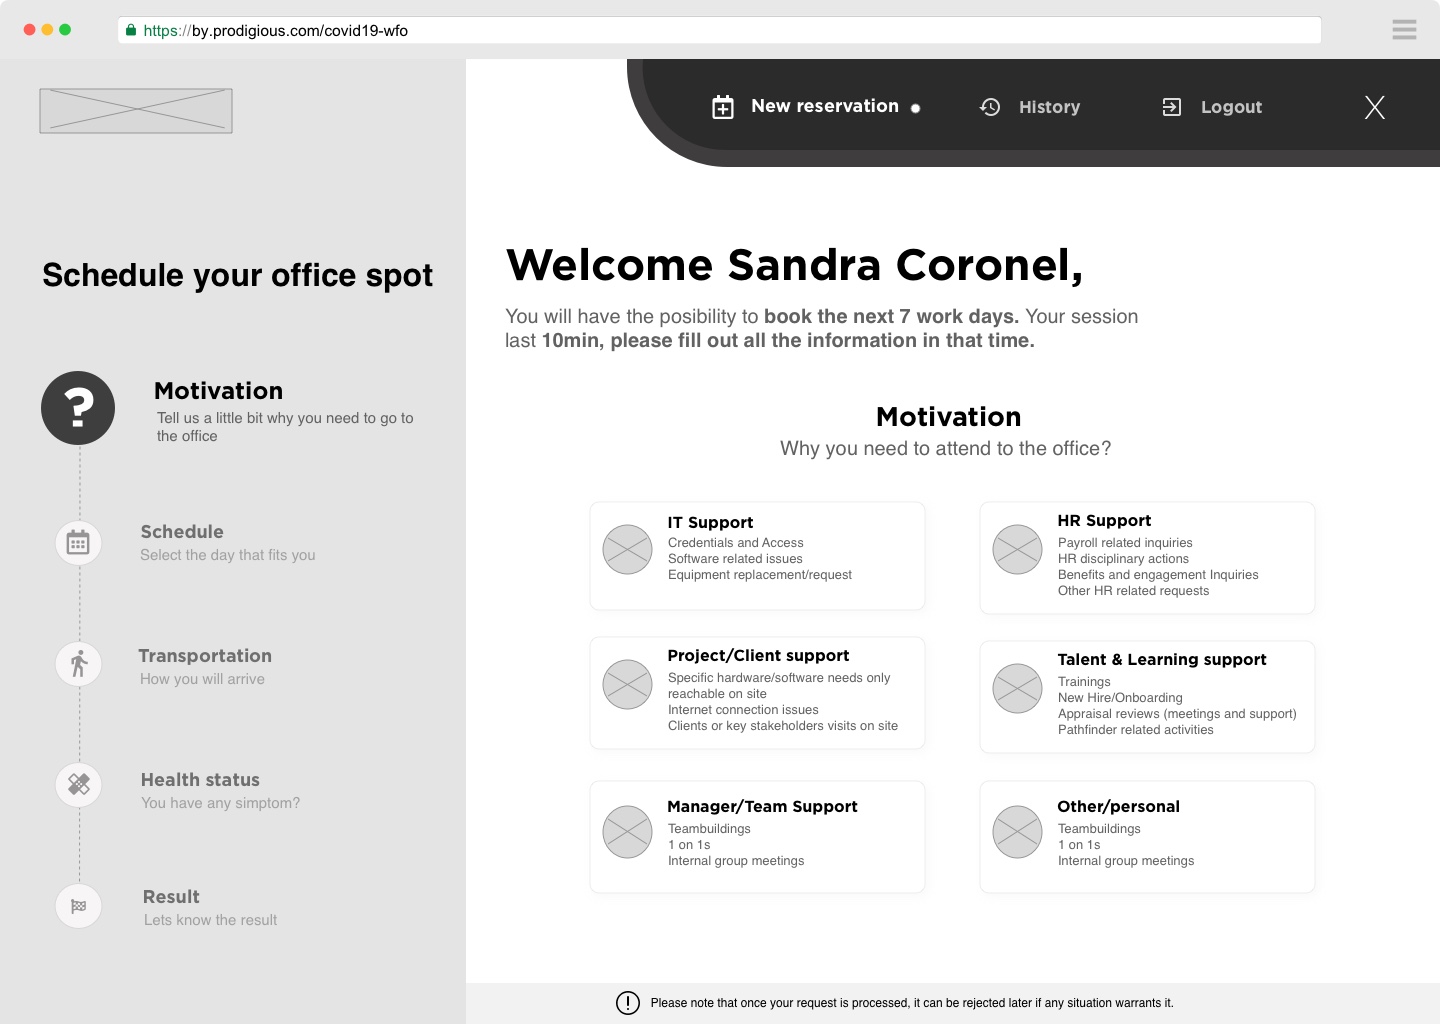 https://by.prodigious.com/covid19-wfo
New reservation
History
Logout
X
Schedule your office spot
Motivation
Tell us a little bit why you need to go to
the office
Schedule
Select the day that fits you
Transportation
How you will arrive
Health status
You have any simptom?
Result
Lets know the result
Welcome Sandra Coronel,
You will have the posibility to book the next 7 work days. Your session
last 10min, please fill out all the information in that time.
Motivation
Why you need to attend to the office?
IT Support
Credentials and Access
Software related issues
Equipment replacement/request
HR Support
Payroll related inquiries
HR disciplinary actions
Benefits and engagement Inquiries
Other HR related requests
Project/Client support
Specific hardware/software needs only
reachable on site
Internet connection issues
Clients or key stakeholders visits on site
Talent & Learning support
Trainings
New Hire/Onboarding
Appraisal reviews (meetings and support)
Pathfinder related activities
Manager/Team Support
Teambuildings
1 on 1s
Internal group meetings
Other/personal
Teambuildings
1 on 1s
Internal group meetings
Please note that once your request is processed, it can be rejected later if any situation warrants it.